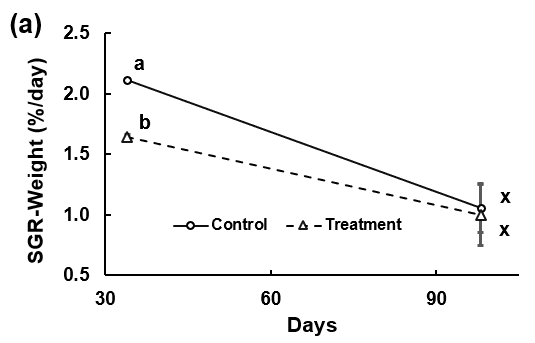 (a)
SGR-Weight (%/day)
2.5
2.0
1.5
1.0
0.5
a
b
x
x
Control
Treatment
30
60
90
Days